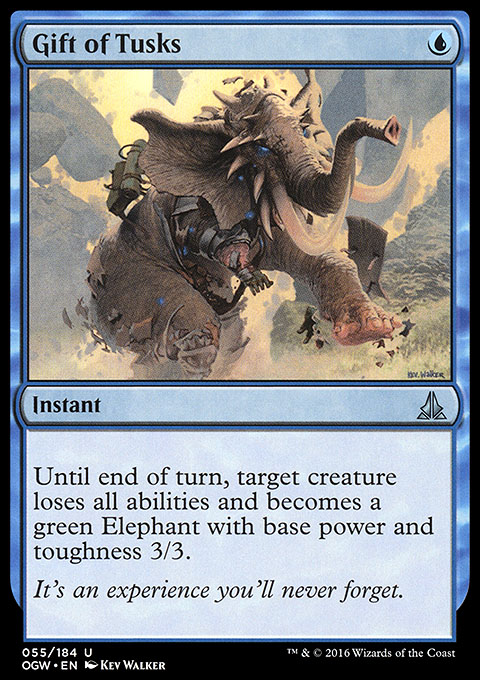 Gift of Tusks
KEV. WALKER
Instant
Until end of turn, target creature
loses all abilities and becomes a
green Elephant with base power and
toughness 3/3.
It's an experience you'll never forget.
055/184 U
OGW • EN KEV WALKER
™ & © 2016 Wizards of the Coast